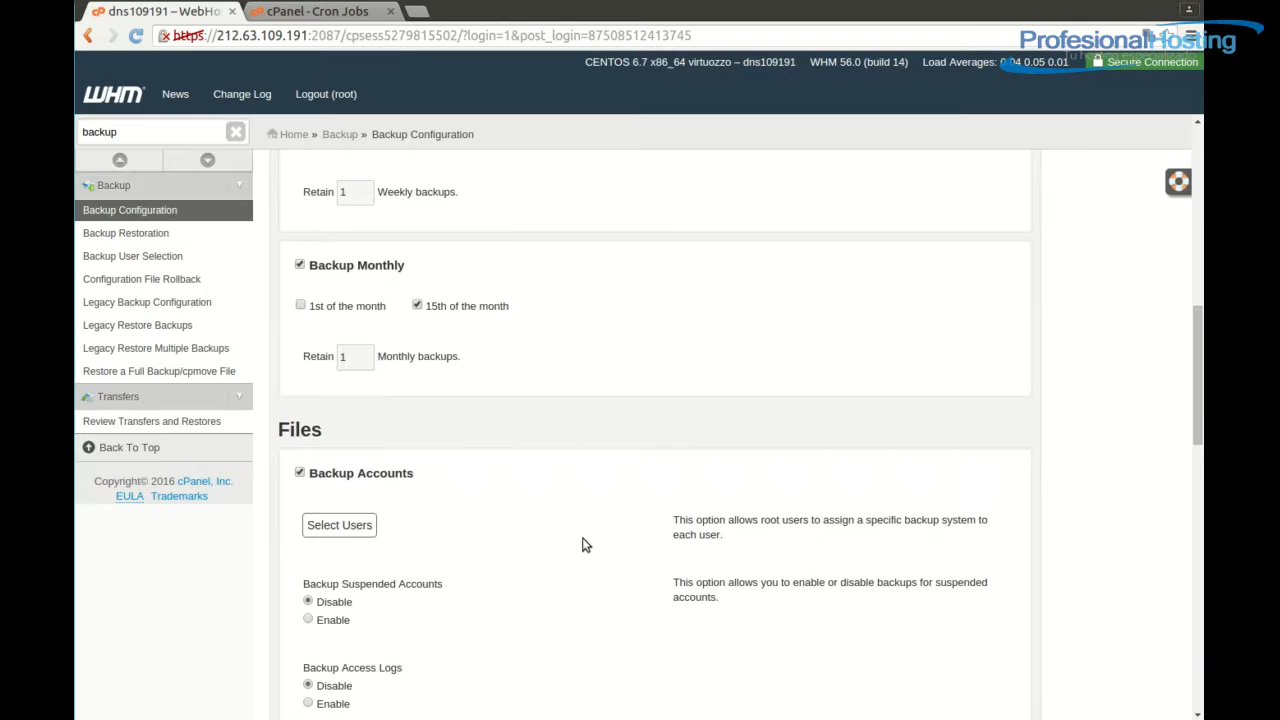 dns109191 – WebHos
cPanel - Cron Jobs
https://212.63.109.191:2087/cpsess5279815502/?login=1&post_login=87508512413745
ProfesionalHosting
CENTOS 6.7 x86_64 virtuozzo – dns109191
WHM 56.0 (build 14)
Load Averages: 0.04 0.05 0.01
Secure Connection
WHM
News
Change Log
Logout (root)
backup
Home » Backup » Backup Configuration
Backup
Backup Configuration
Backup Restoration
Backup User Selection
Configuration File Rollback
Legacy Backup Configuration
Legacy Restore Backups
Legacy Restore Multiple Backups
Restore a Full Backup/cpmove File
Transfers
Review Transfers and Restores
Back To Top
Copyright© 2016 cPanel, Inc.
EULA Trademarks
Retain 1 Weekly backups.
Backup Monthly
1st of the month
15th of the month
Retain 1 Monthly backups.
Files
Backup Accounts
Select Users
This option allows root users to assign a specific backup system to
each user.
Backup Suspended Accounts
Disable
Enable
This option allows you to enable or disable backups for suspended
accounts.
Backup Access Logs
Disable
Enable